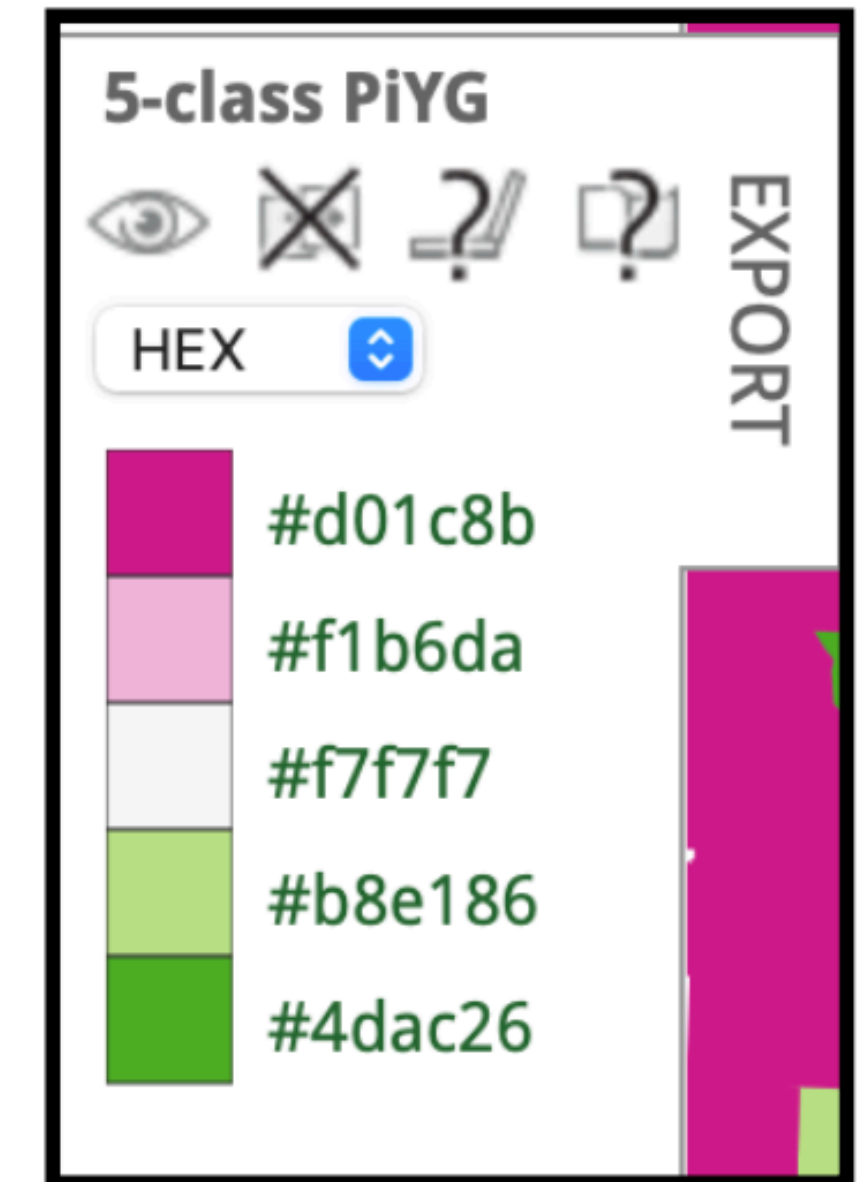 5-class PiYG
EXPORT
HEX
#d01c8b
#f1b6da
#f7f7f7
#b8e186
#4dac26